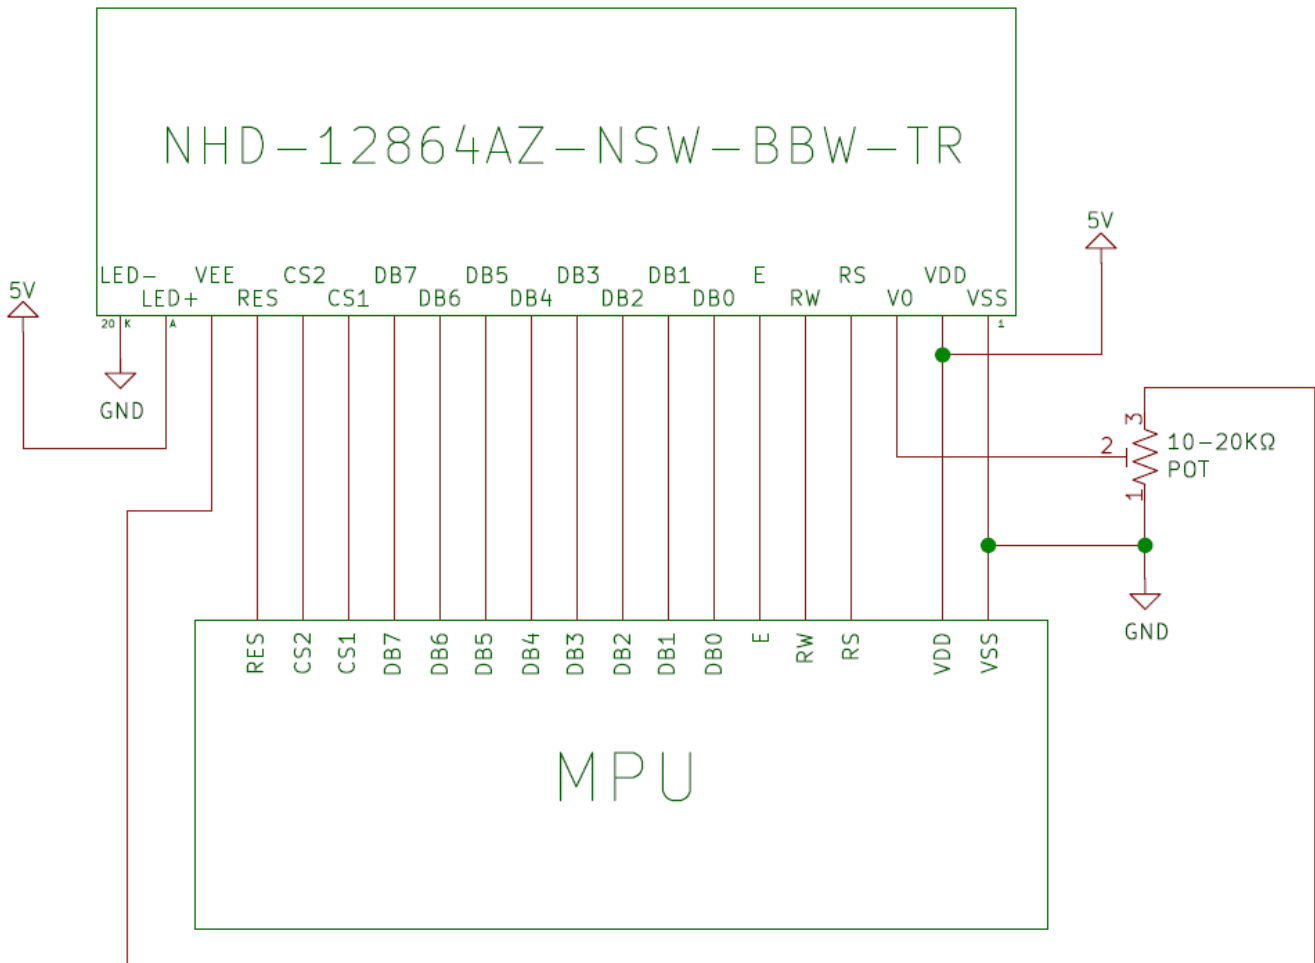 NHD-12864AZ-NSW-BBW-TR
5V
LED- VEE CS2 DB7 DB5 DB3 DB1 E RS VDD
5V
LED+ RES CS1 DB6 DB4 DB2 DB0 RW V0 VSS
20 K A 1
GND
3
2
10-20KΩ
POT
1
GND
RES CS2 CS1 DB7 DB6 DB5 DB4 DB3 DB2 DB1 DB0 E RW RS VDD VSS
MPU